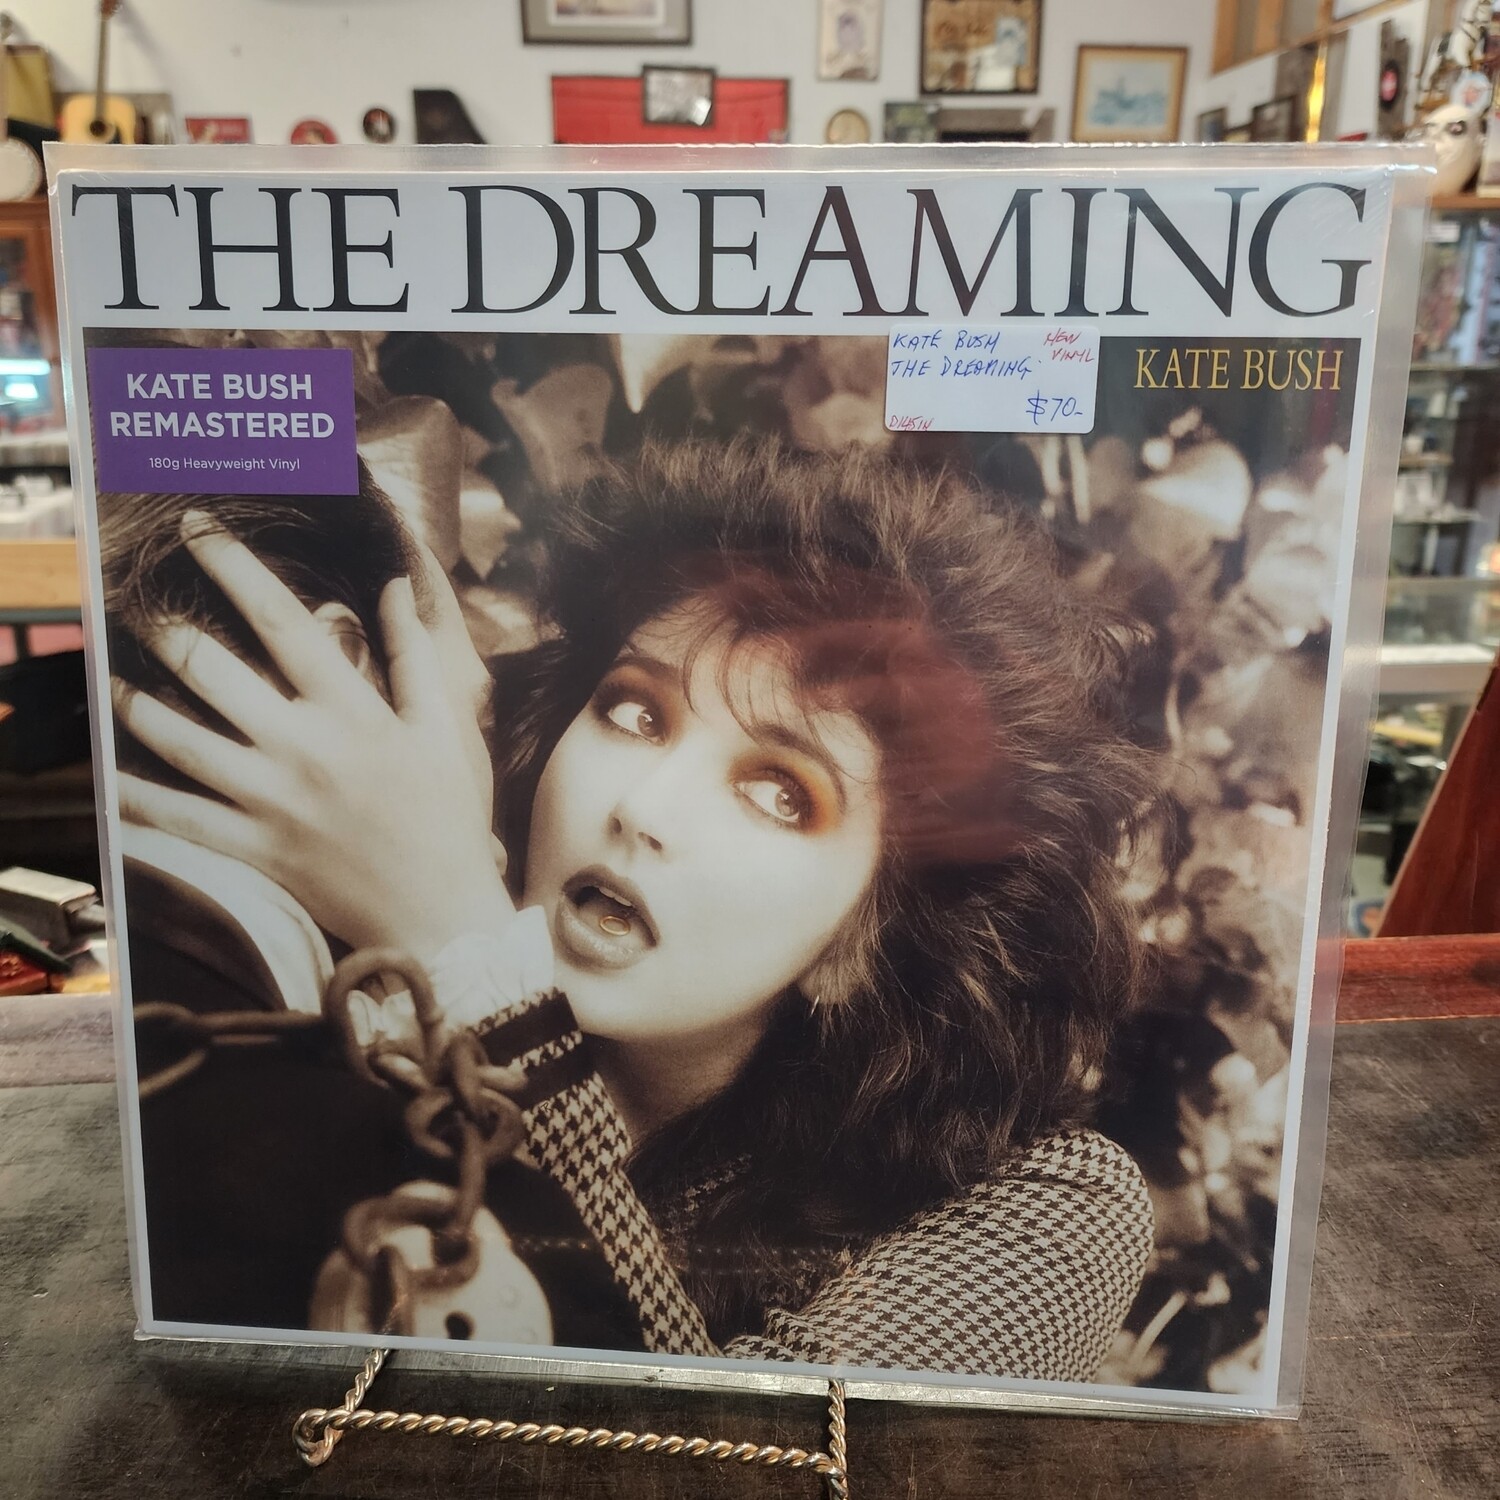 THE DREAMING
KATE BUSH
REMASTERED
180g Heavyweight Vinyl
KATE BUSH NEW
THE DREAMING VINYL
$70-
KATE BUSH